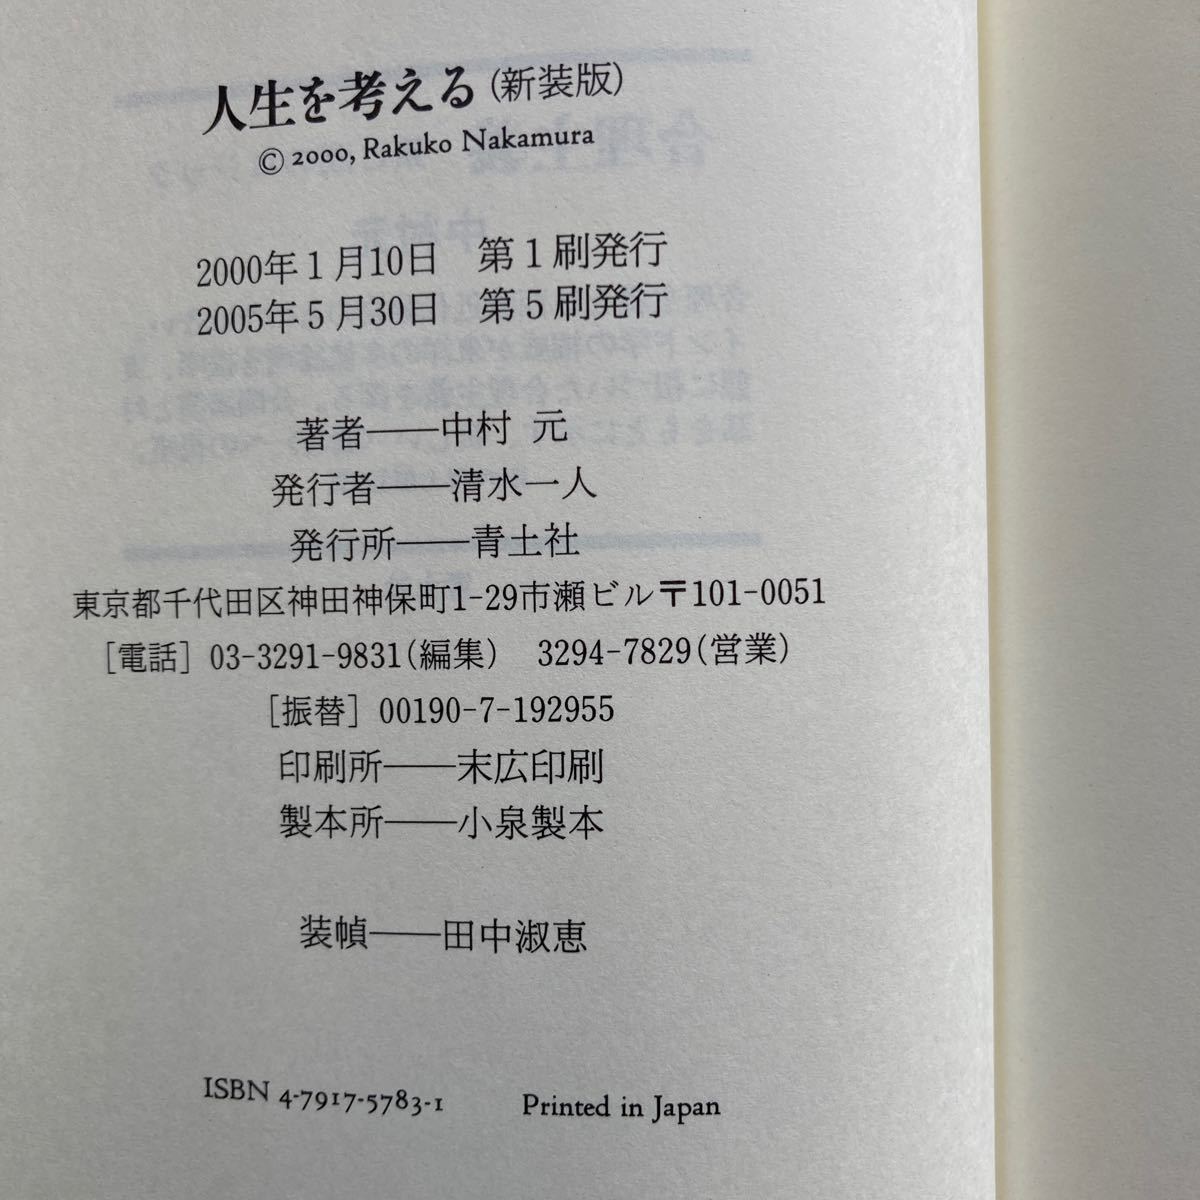 人生を考える(新装版)
© 2000, Rakuko Nakamura
2000年1月10日 第1刷発行
2005年5月30日 第5刷発行
著者——中村 元
発行者——清水一人
発行所——青土社
東京都千代田区神田神保町1-29市瀬ビル〒101-0051
[電話] 03-3291-9831(編集) 3294-7829(営業)
[振替] 00190-7-192955
印刷所——末広印刷
製本所——小泉製本
装幀——田中淑恵
ISBN 4-7917-5783-1 Printed in Japan